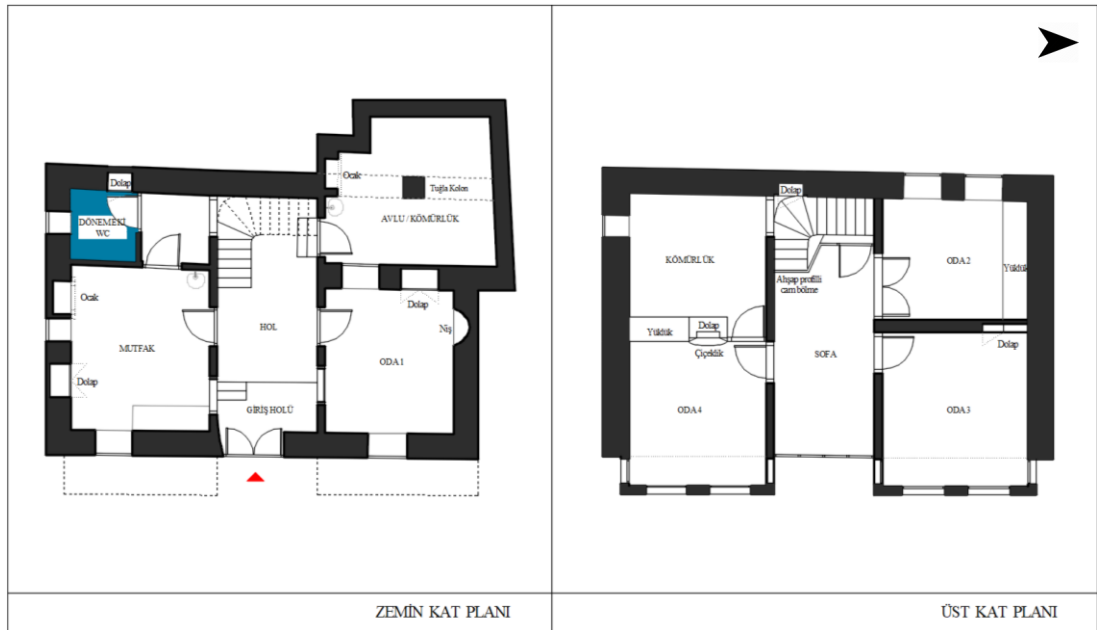 Dolap
DÖNEMEKİ
WC
Ocak
Tuğla Kolon
AVLU / KÖMÜRLÜK
Ocak
Dolap
Niş
HOL
MUTFAK
ODA 1
Dolap
GİRİŞ HOLÜ
ZEMİN KAT PLANI
Dolap
KÖMÜRLÜK
ODA 2
Yüklük
Ahşap profilli
cam bölme
Yüklük
Dolap
Çiçeklik
SOFA
Dolap
ODA 4
ODA 3
ÜST KAT PLANI